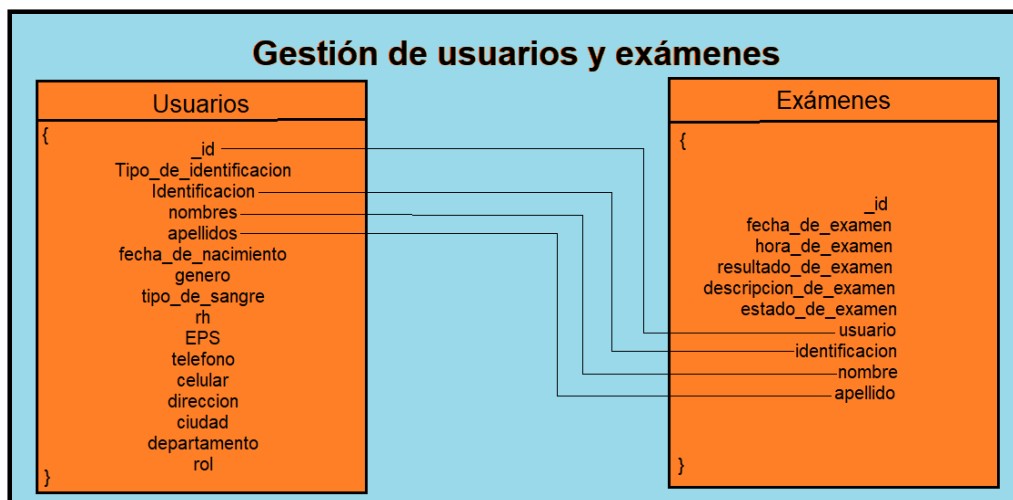 Gestión de usuarios y exámenes
Usuarios
{
_id
Tipo_de_identificacion
Identificacion
nombres
apellidos
fecha_de_nacimiento
genero
tipo_de_sangre
rh
EPS
telefono
celular
direccion
ciudad
departamento
rol
}
Exámenes
{
_id
fecha_de_examen
hora_de_examen
resultado_de_examen
descripcion_de_examen
estado_de_examen
usuario
identificacion
nombre
apellido
}